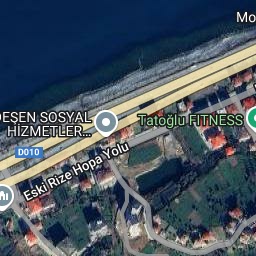 Mo
DEŞEN SOSYAL
HİZMETLER...
Tatoğlu FITNESS
D010
Eski Rize Hopa Yolu